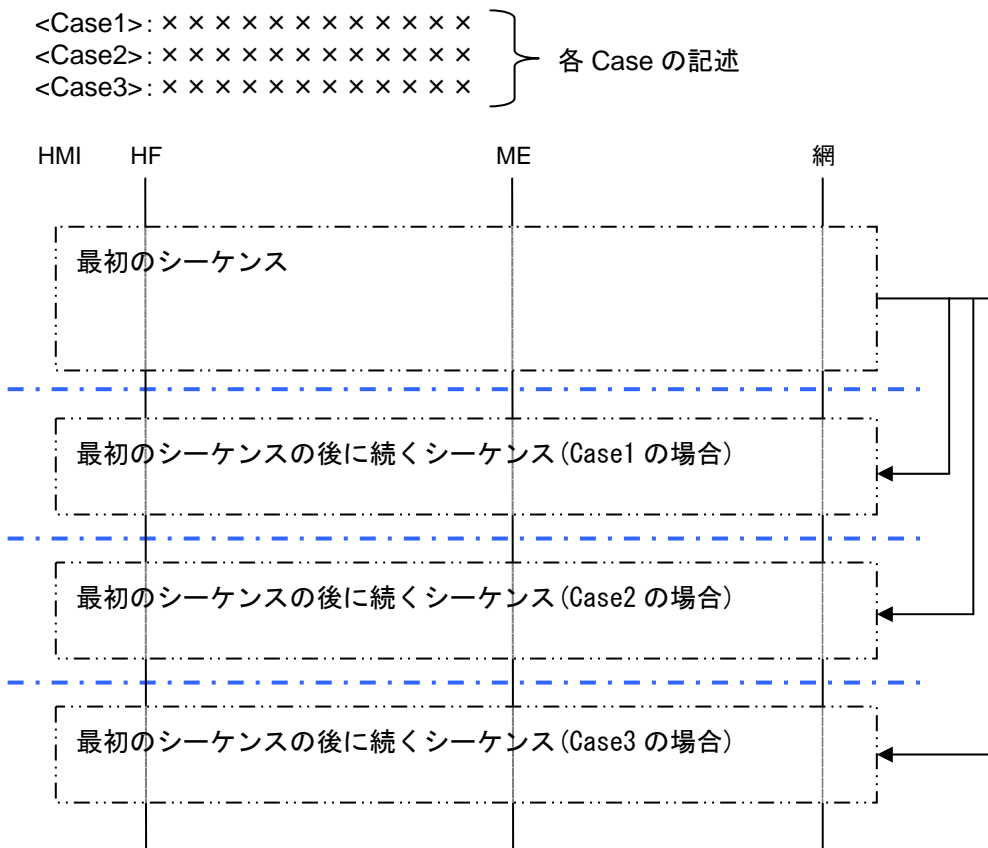 <Case1>: × × × × × × × × × × × ×
<Case2>: × × × × × × × × × × × ×
<Case3>: × × × × × × × × × × × ×
各 Case の記述
HMI HF ME 網
最初のシーケンス
最初のシーケンスの後に続くシーケンス(Case1 の場合)
最初のシーケンスの後に続くシーケンス(Case2 の場合)
最初のシーケンスの後に続くシーケンス(Case3 の場合)